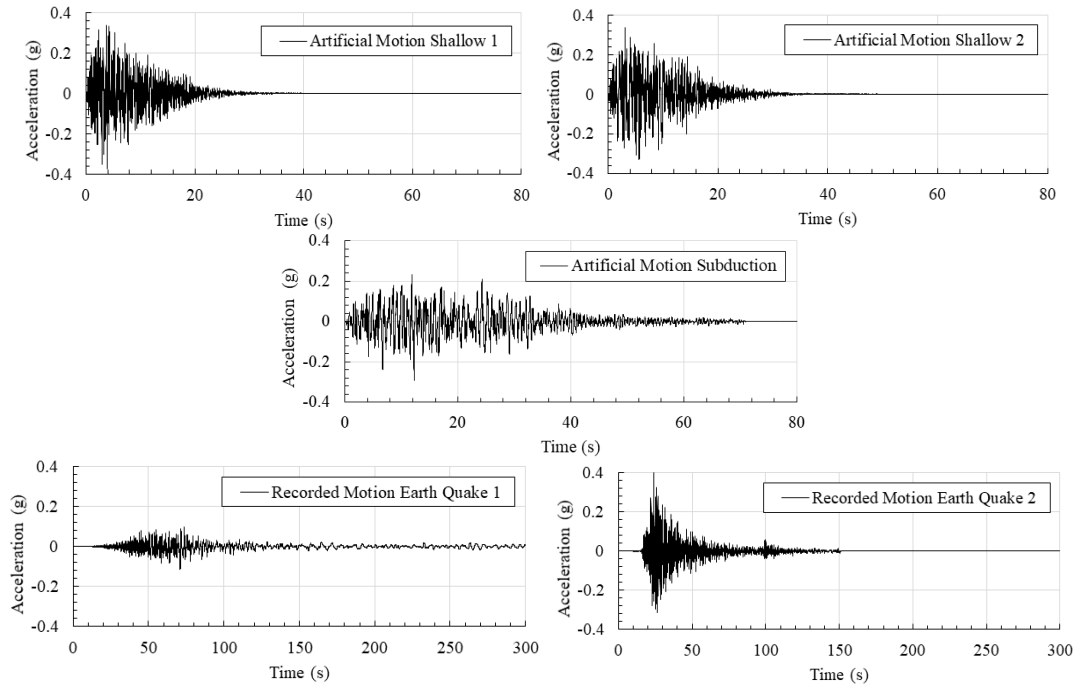 0.4
0.2
0
-0.2
-0.4
Acceleration (g)
Artificial Motion Shallow 1
0 20 40 60 80
Time (s)
0.4
0.2
0
-0.2
-0.4
Acceleration (g)
Artificial Motion Shallow 2
0 20 40 60 80
Time (s)
0.4
0.2
0
-0.2
-0.4
Acceleration (g)
Artificial Motion Subduction
0 20 40 60 80
Time (s)
0.4
0.2
0
-0.2
-0.4
Acceleration (g)
Recorded Motion Earth Quake 1
0 50 100 150 200 250 300
Time (s)
0.4
0.2
0
-0.2
-0.4
Acceleration (g)
Recorded Motion Earth Quake 2
0 50 100 150 200 250 300
Time (s)